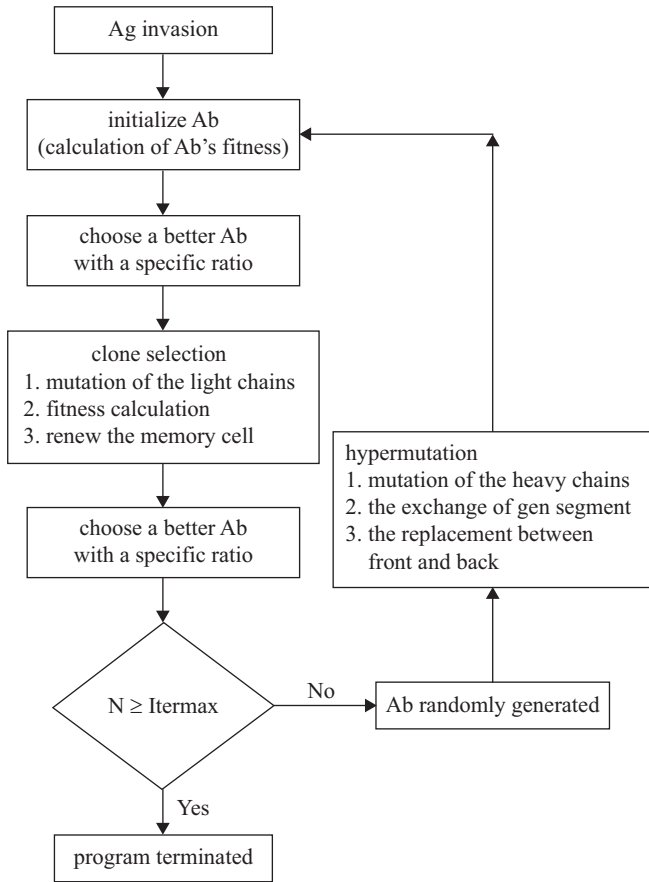 Ag invasion
initialize Ab
(calculation of Ab's fitness)
choose a better Ab
with a specific ratio
clone selection
1. mutation of the light chains
2. fitness calculation
3. renew the memory cell
choose a better Ab
with a specific ratio
N ≥ Itermax
No
Ab randomly generated
hypermutation
1. mutation of the heavy chains
2. the exchange of gen segment
3. the replacement between
front and back
Yes
program terminated